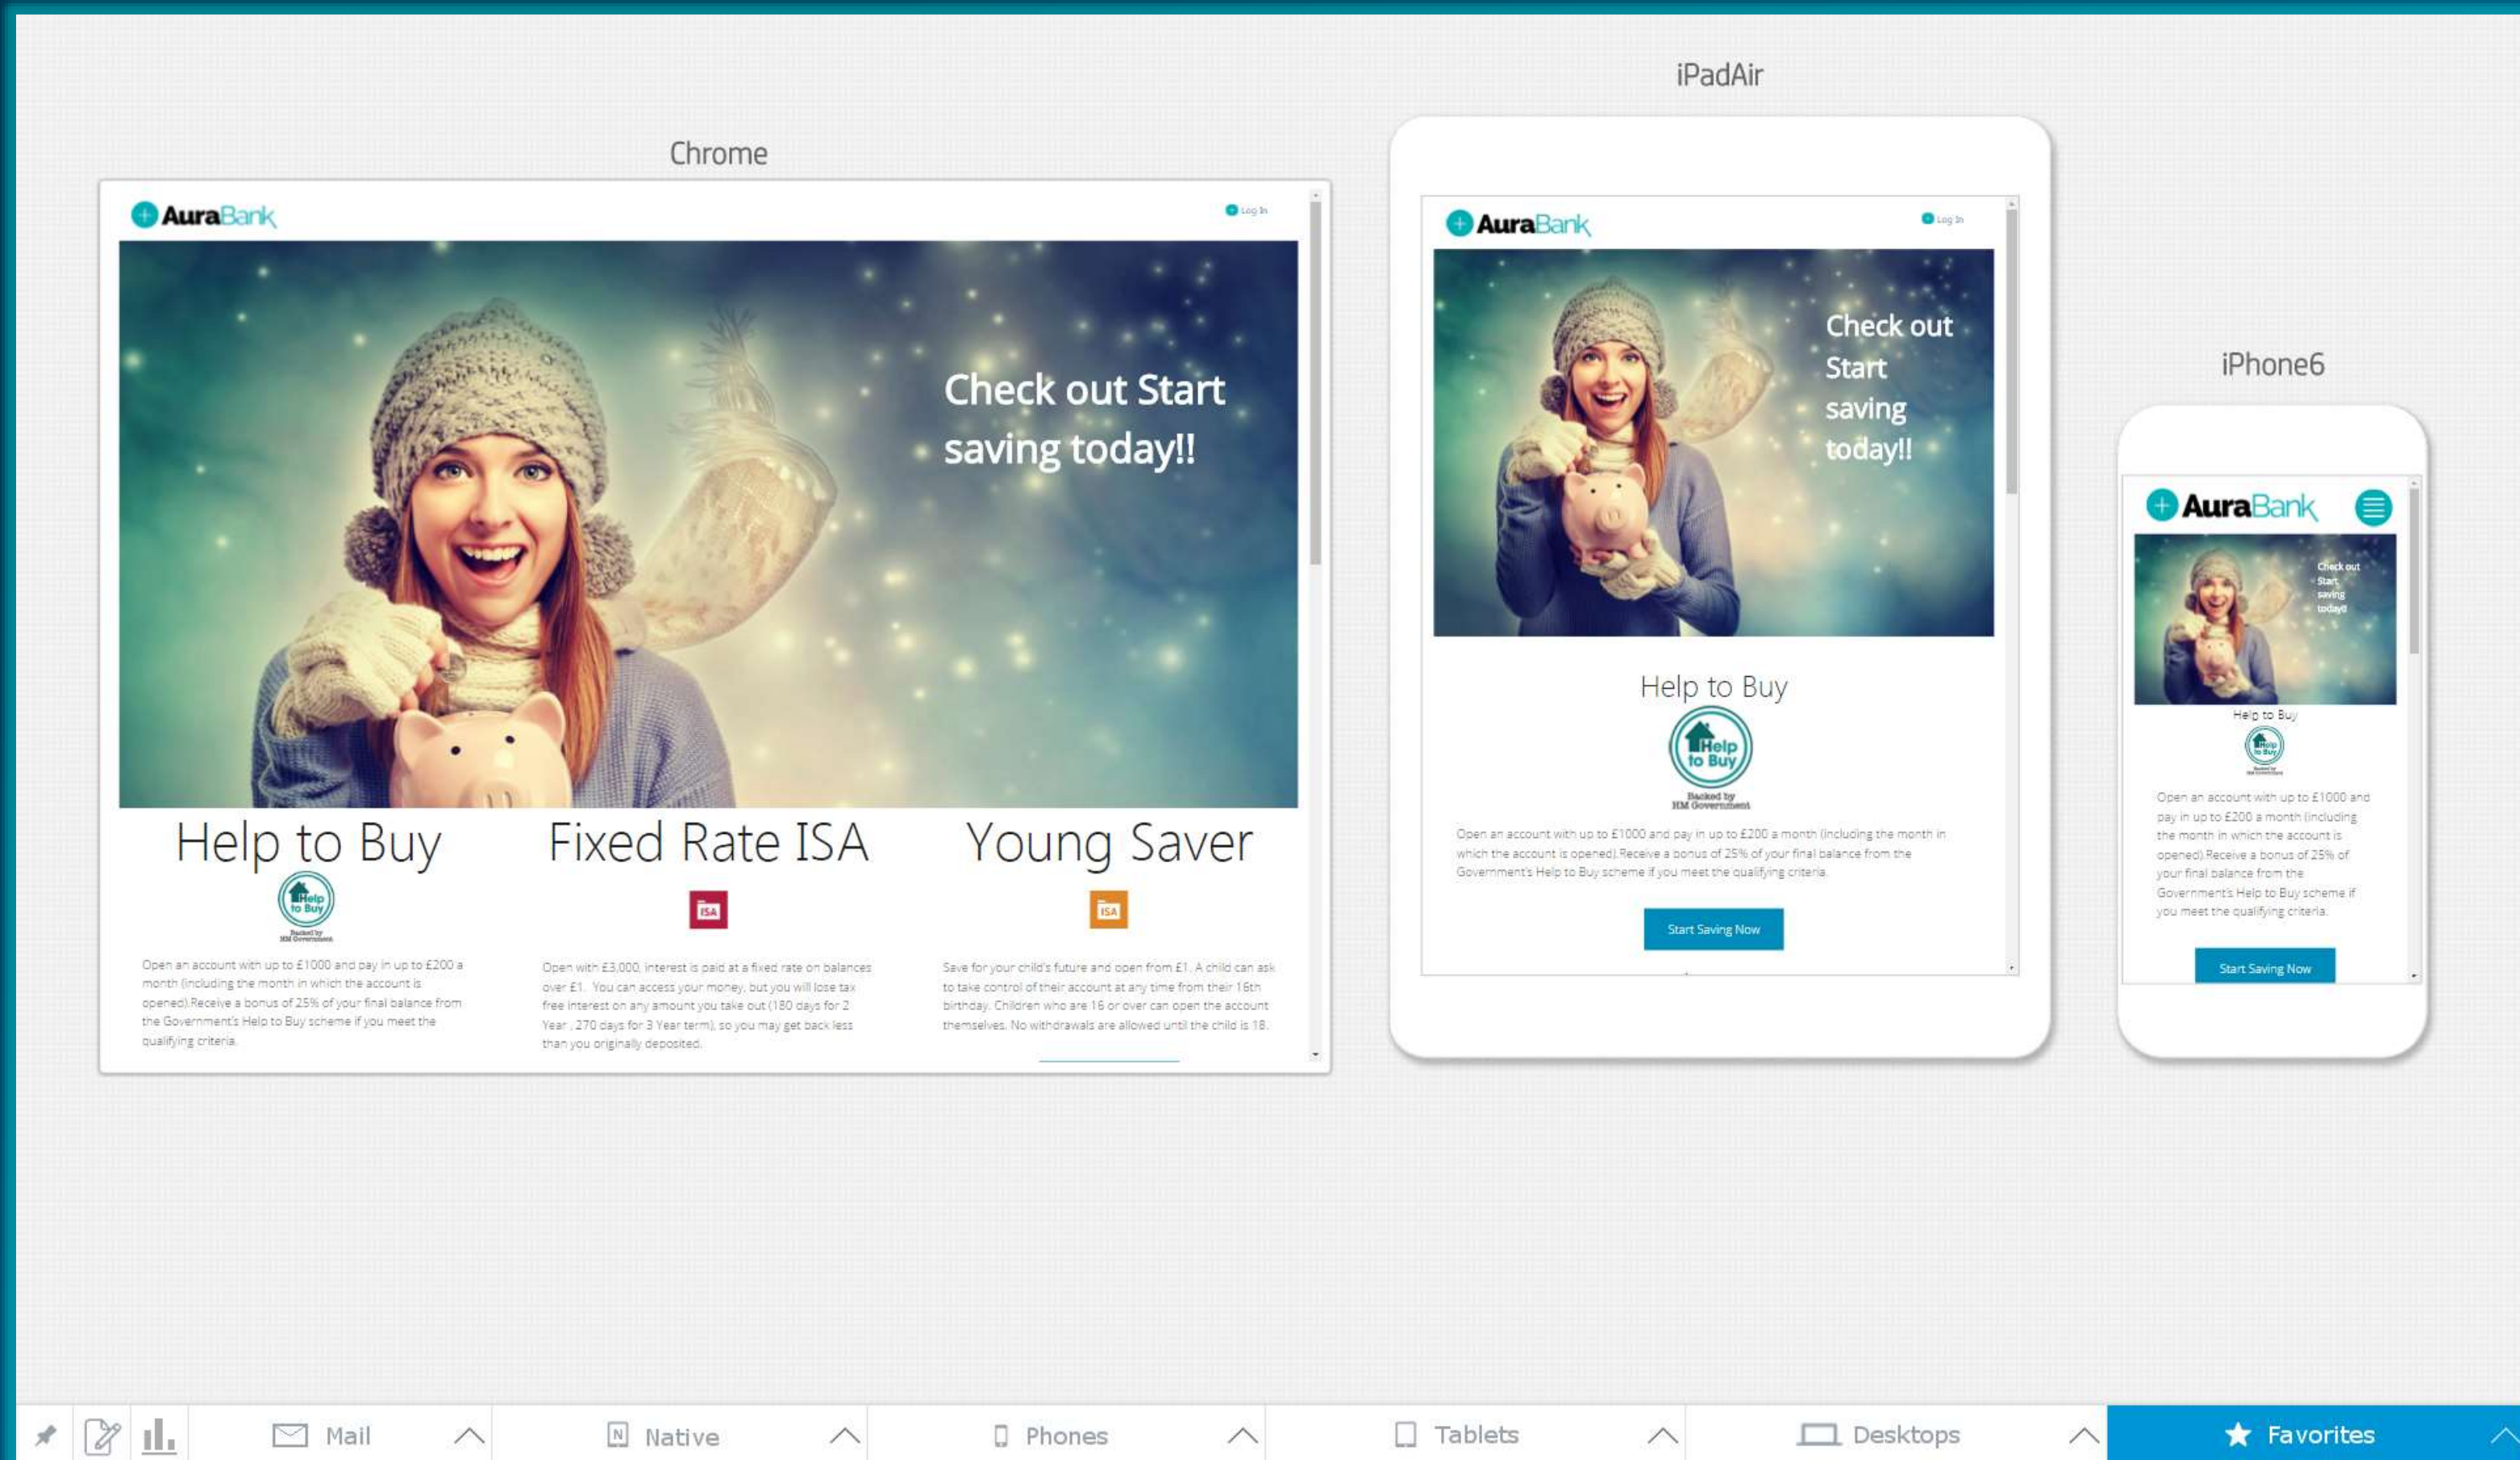 iPadAir
Chrome
iPhone6
AuraBank
Log In
Check out Start
saving today!!
Help to Buy
Help
to Buy
Backed by
HM Government
Open an account with up to £1000 and pay in up to £200 a
month (including the month in which the account is
opened).Receive a bonus of 25% of your final balance from
the Government's Help to Buy scheme if you meet the
qualifying criteria.
Fixed Rate ISA
ISA
Open with £3,000, interest is paid at a fixed rate on balances
over £1. You can access your money, but you will lose tax
free interest on any amount you take out (180 days for 2
Year , 270 days for 3 Year term), so you may get back less
than you originally deposited.
Young Saver
ISA
Save for your child's future and open from £1. A child can ask
to take control of their account at any time from their 16th
birthday. Children who are 16 or over can open the account
themselves. No withdrawals are allowed until the child is 18.
AuraBank
Log In
Check out
Start
saving
today!!
Help to Buy
Help
to Buy
Backed by
HM Government
Open an account with up to £1000 and pay in up to £200 a month (including the month in
which the account is opened).Receive a bonus of 25% of your final balance from the
Government's Help to Buy scheme if you meet the qualifying criteria.
Start Saving Now
AuraBank
Check out
Start
saving
today!!
Help to Buy
Help
to Buy
Backed by
HM Government
Open an account with up to £1000 and
pay in up to £200 a month (including
the month in which the account is
opened).Receive a bonus of 25% of
your final balance from the
Government's Help to Buy scheme if
you meet the qualifying criteria.
Start Saving Now
Mail
N Native
Phones
Tablets
Desktops
Favorites